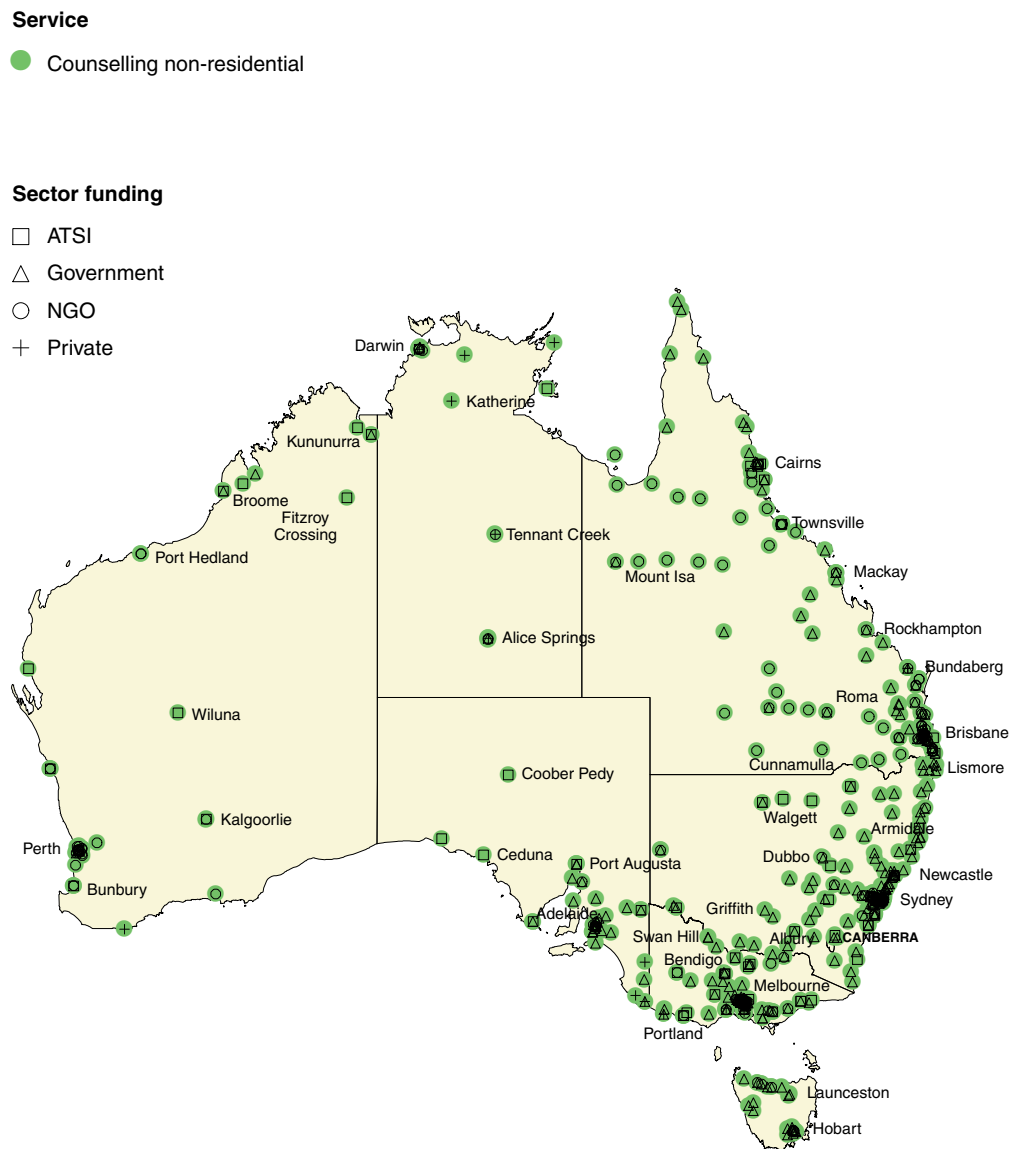 Service
Counselling non-residential
Sector funding
ATSI
Government
NGO
Private
Darwin
Katherine
Kununurra
Cairns
Broome
Fitzroy
Crossing
Townsville
Tennant Creek
Port Hedland
Mount Isa
Mackay
Alice Springs
Rockhampton
Bundaberg
Roma
Wiluna
Brisbane
Cunnamulla
Lismore
Coober Pedy
Walgett
Kalgoorlie
Armidale
Perth
Ceduna
Port Augusta
Dubbo
Newcastle
Bunbury
Sydney
Griffith
Adelaide
Swan Hill
Albury
CANBERRA
Bendigo
Melbourne
Portland
Launceston
Hobart